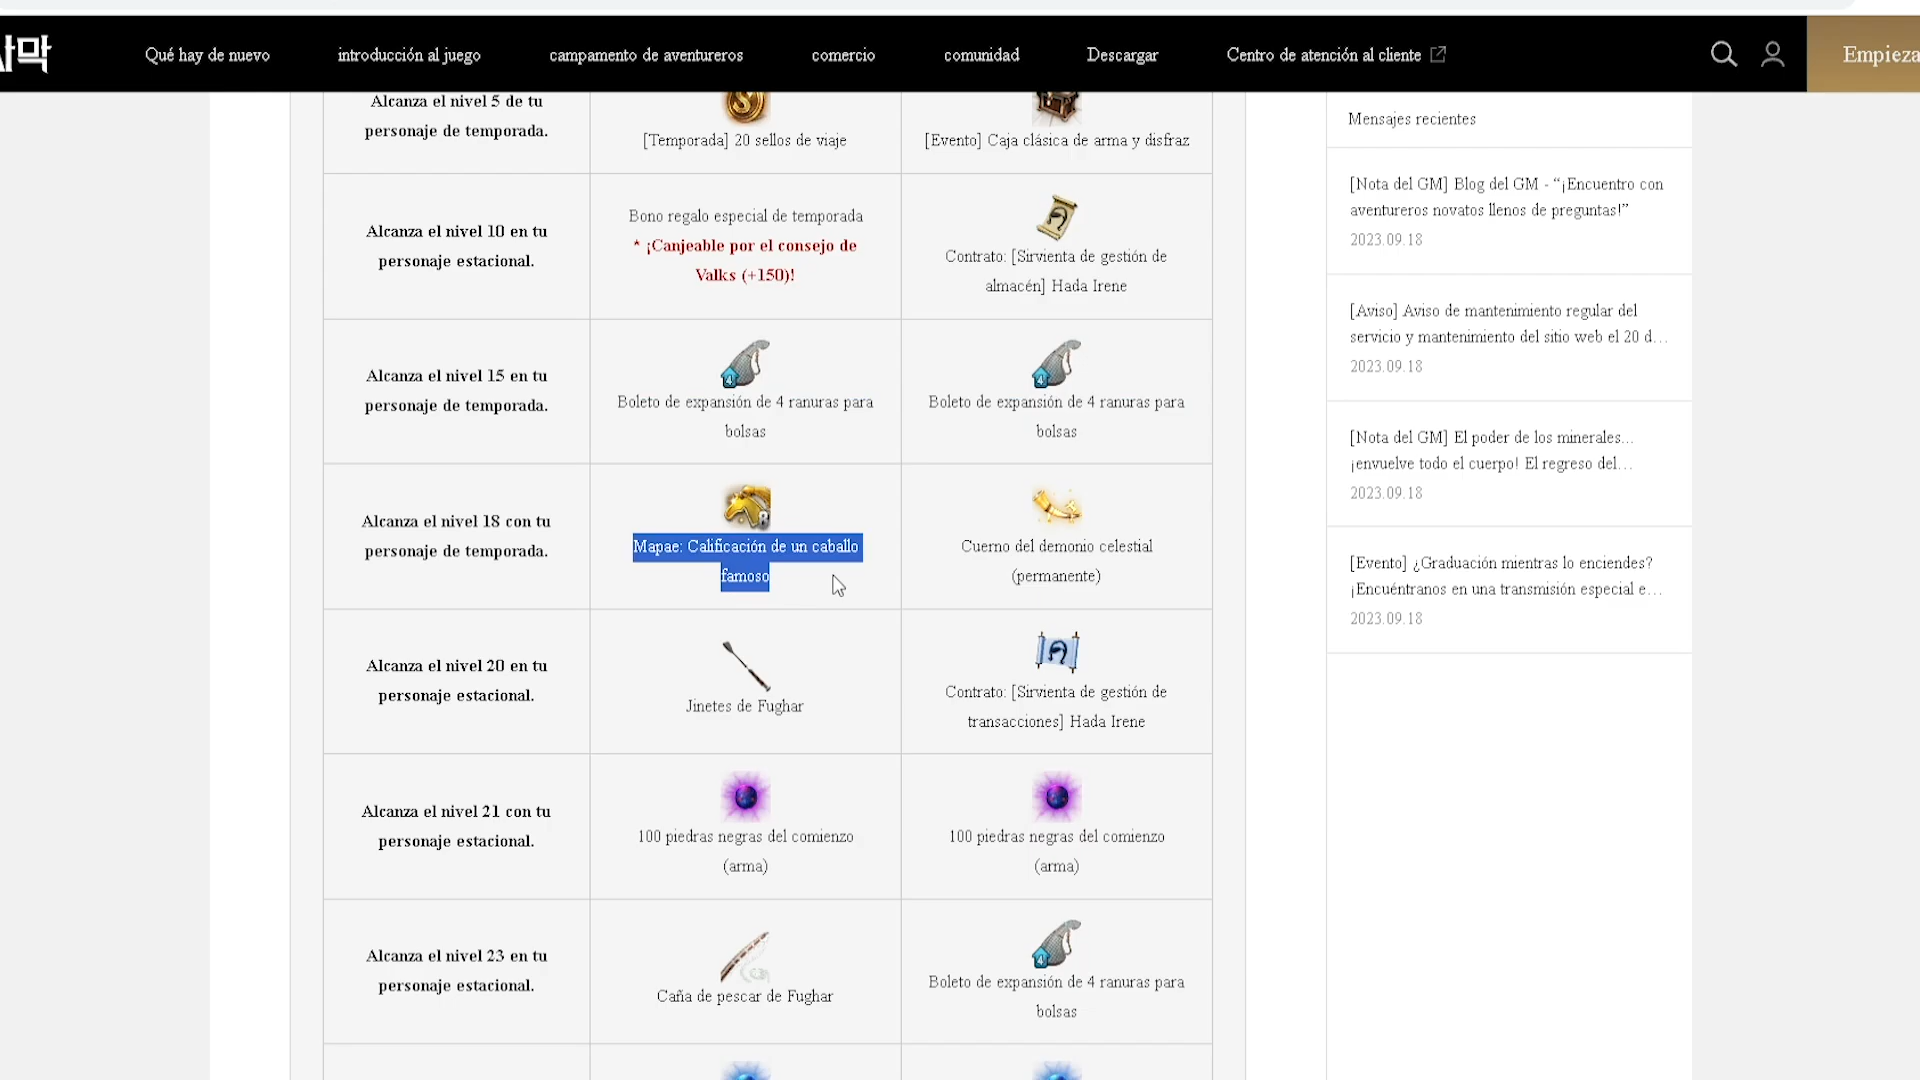 사막
Qué hay de nuevo
introducción al juego
campamento de aventureros
comercio
comunidad
Descargar
Centro de atención al cliente
Empieza
Alcanza el nivel 5 de tu
personaje de temporada.
[Temporada] 20 sellos de viaje
[Evento] Caja clásica de arma y disfraz
Alcanza el nivel 10 en tu
personaje estacional.
Bono regalo especial de temporada
* ¡Canjeable por el consejo de
Valks (+150)!
Contrato: [Sirvienta de gestión de
almacén] Hada Irene
Alcanza el nivel 15 en tu
personaje de temporada.
4
Boleto de expansión de 4 ranuras para
bolsas
4
Boleto de expansión de 4 ranuras para
bolsas
Alcanza el nivel 18 con tu
personaje de temporada.
8
Mapae: Calificación de un caballo
famoso
Cuerno del demonio celestial
(permanente)
Alcanza el nivel 20 en tu
personaje estacional.
Jinetes de Fughar
Contrato: [Sirvienta de gestión de
transacciones] Hada Irene
Alcanza el nivel 21 con tu
personaje estacional.
100 piedras negras del comienzo
(arma)
100 piedras negras del comienzo
(arma)
Alcanza el nivel 23 en tu
personaje estacional.
Caña de pescar de Fughar
4
Boleto de expansión de 4 ranuras para
bolsas
Mensajes recientes
[Nota del GM] Blog del GM - “¡Encuentro con
aventureros novatos llenos de preguntas!”
2023.09.18
[Aviso] Aviso de mantenimiento regular del
servicio y mantenimiento del sitio web el 20 d…
2023.09.18
[Nota del GM] El poder de los minerales...
¡envuelve todo el cuerpo! El regreso del…
2023.09.18
[Evento] ¿Graduación mientras lo enciendes?
¡Encuéntranos en una transmisión especial e…
2023.09.18